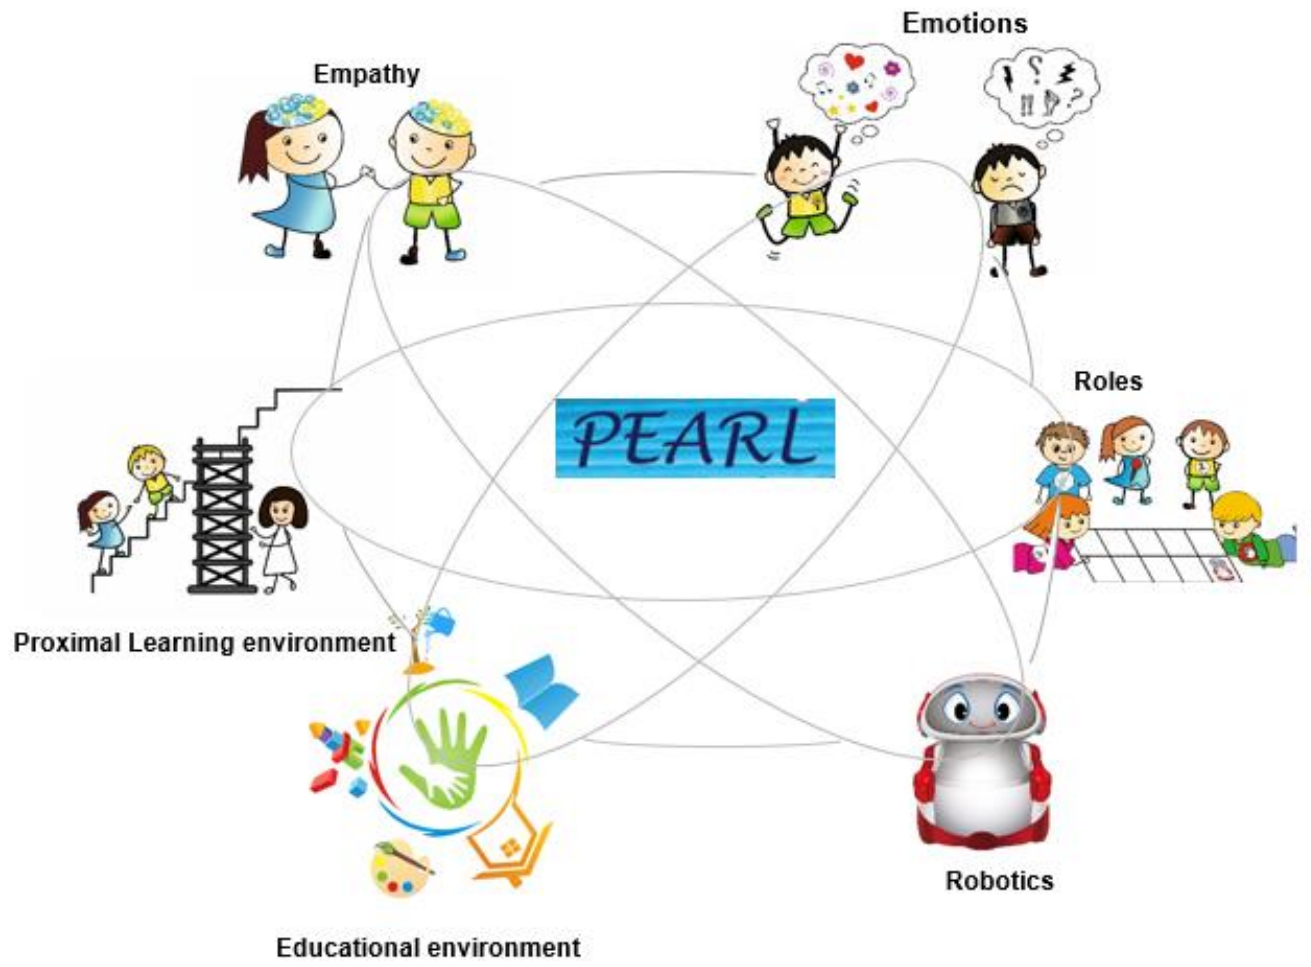 Emotions
Empathy
Roles
PEARL
Proximal Learning environment
Robotics
Educational environment